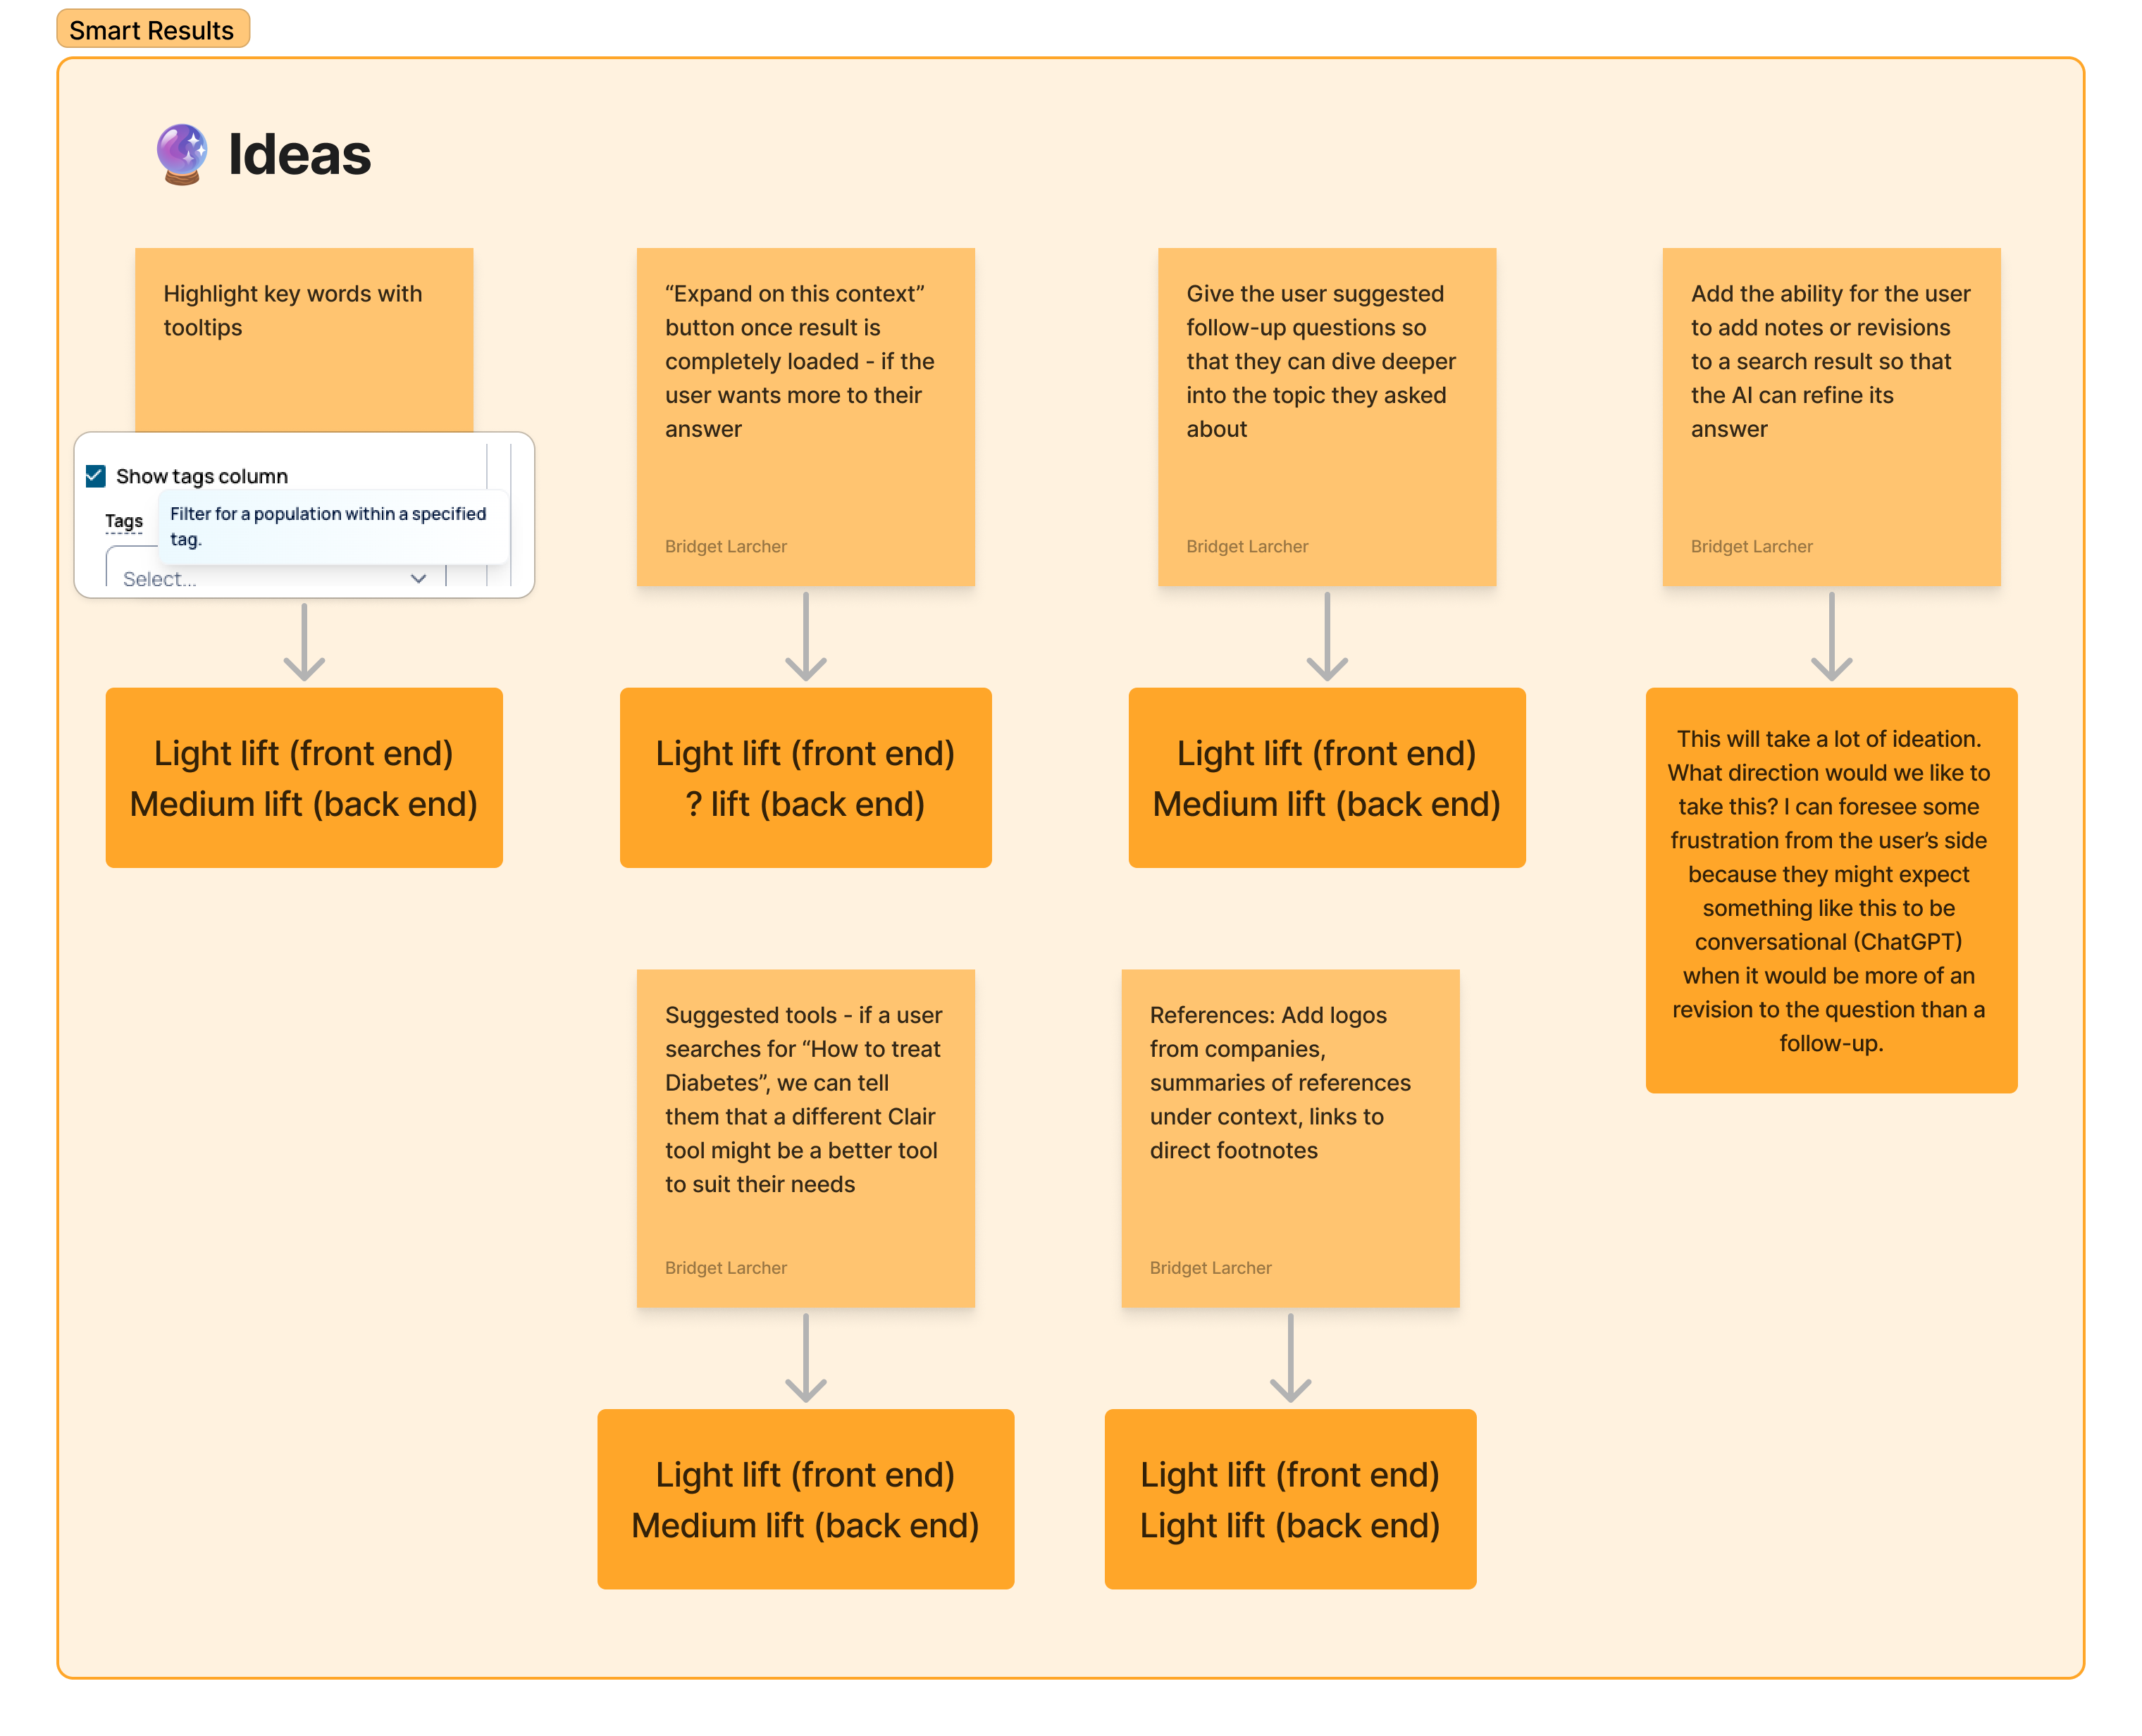 Smart Results
Ideas
Highlight key words with
tooltips
Show tags column
Tags
Filter for a population within a specified
tag.
Select...
Light lift (front end)
Medium lift (back end)
“Expand on this context”
button once result is
completely loaded - if the
user wants more to their
answer
Bridget Larcher
Light lift (front end)
? lift (back end)
Give the user suggested
follow-up questions so
that they can dive deeper
into the topic they asked
about
Bridget Larcher
Light lift (front end)
Medium lift (back end)
Add the ability for the user
to add notes or revisions
to a search result so that
the AI can refine its
answer
Bridget Larcher
This will take a lot of ideation.
What direction would we like to
take this? I can foresee some
frustration from the user’s side
because they might expect
something like this to be
conversational (ChatGPT)
when it would be more of an
revision to the question than a
follow-up.
Suggested tools - if a user
searches for “How to treat
Diabetes”, we can tell
them that a different Clair
tool might be a better tool
to suit their needs
Bridget Larcher
Light lift (front end)
Medium lift (back end)
References: Add logos
from companies,
summaries of references
under context, links to
direct footnotes
Bridget Larcher
Light lift (front end)
Light lift (back end)